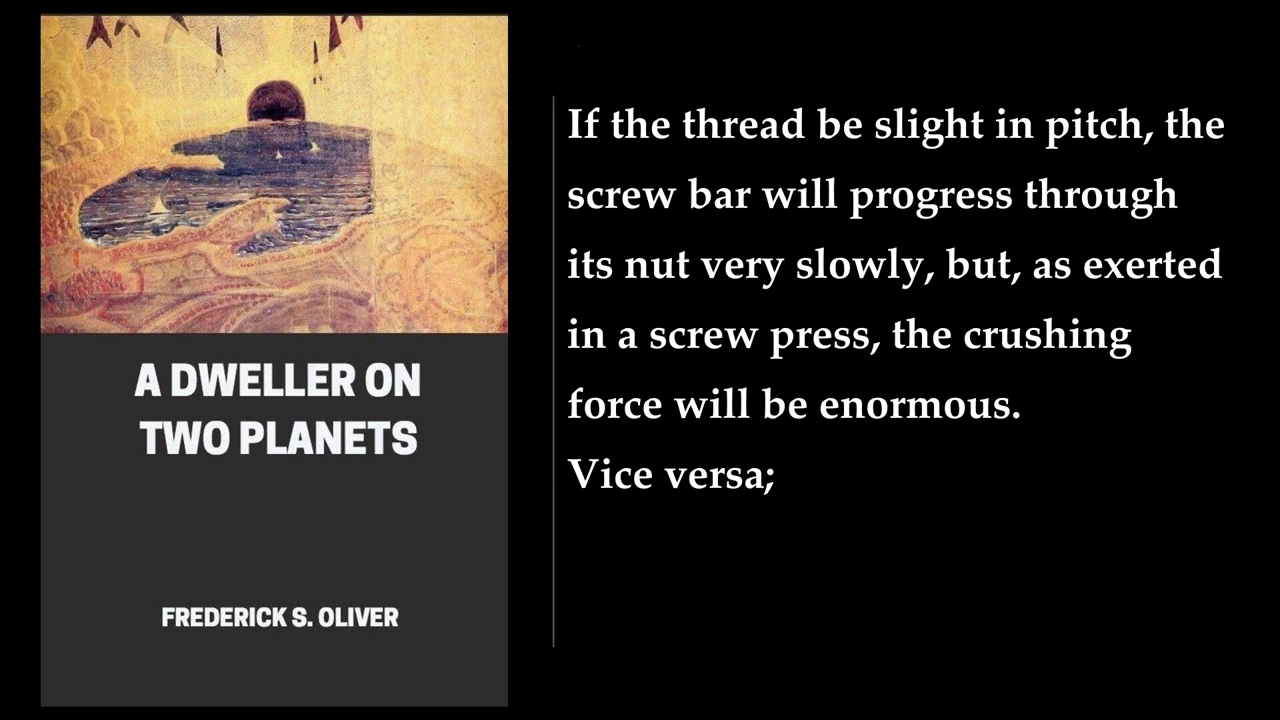 A DWELLER ON
TWO PLANETS
FREDERICK S. OLIVER
If the thread be slight in pitch, the
screw bar will progress through
its nut very slowly, but, as exerted
in a screw press, the crushing
force will be enormous.
Vice versa;